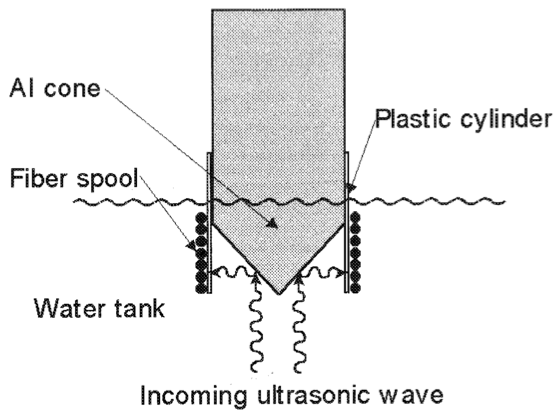 Al cone
Plastic cylinder
Fiber spool
Water tank
Incoming ultrasonic wave